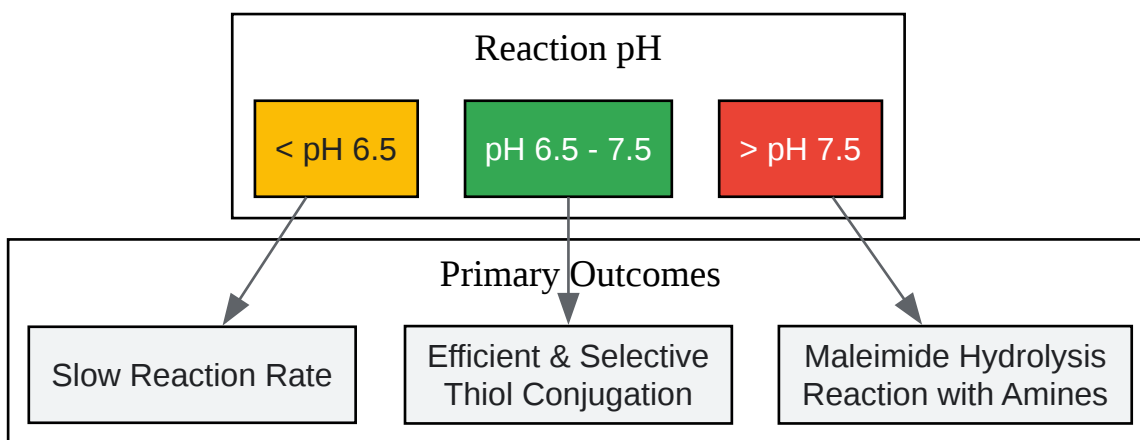 Reaction pH
< pH 6.5
pH 6.5 - 7.5
> pH 7.5
Primary Outcomes
Slow Reaction Rate
Efficient & Selective
Thiol Conjugation
Maleimide Hydrolysis
Reaction with Amines